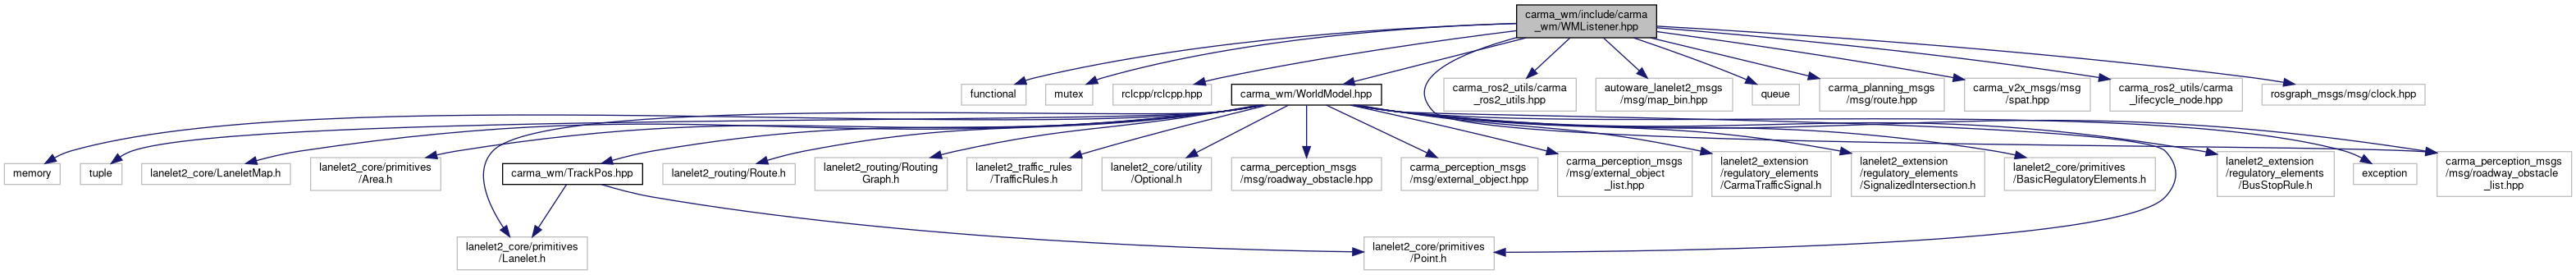 carma_wm/include/carma
_wm/WMListener.hpp
functional
mutex
rclcpp/rclcpp.hpp
carma_wm/WorldModel.hpp
carma_ros2_utils/carma
_ros2_utils.hpp
autoware_lanelet2_msgs
/msg/map_bin.hpp
queue
carma_planning_msgs
/msg/route.hpp
carma_v2x_msgs/msg
/spat.hpp
carma_ros2_utils/carma
_lifecycle_node.hpp
rosgraph_msgs/msg/clock.hpp
memory
tuple
lanelet2_core/LaneletMap.h
lanelet2_core/primitives
/Area.h
carma_wm/TrackPos.hpp
lanelet2_routing/Route.h
lanelet2_routing/Routing
Graph.h
lanelet2_traffic_rules
/TrafficRules.h
lanelet2_core/utility
/Optional.h
carma_perception_msgs
/msg/roadway_obstacle.hpp
carma_perception_msgs
/msg/external_object.hpp
carma_perception_msgs
/msg/external_object
_list.hpp
lanelet2_extension
/regulatory_elements
/CarmaTrafficSignal.h
lanelet2_extension
/regulatory_elements
/SignalizedIntersection.h
lanelet2_core/primitives
/BasicRegulatoryElements.h
lanelet2_extension
/regulatory_elements
/BusStopRule.h
exception
carma_perception_msgs
/msg/roadway_obstacle
_list.hpp
lanelet2_core/primitives
/Lanelet.h
lanelet2_core/primitives
/Point.h